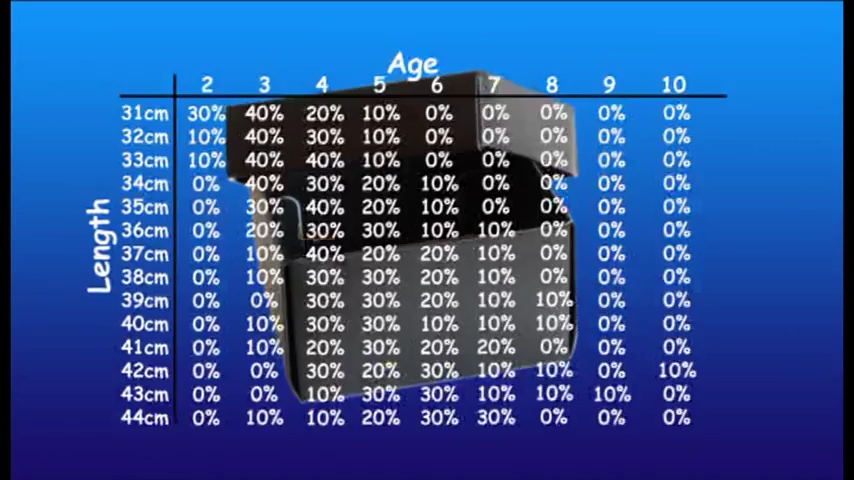 Age
2 3 4 5 6 7 8 9 10
Length
31cm 30% 40% 20% 10% 0% 0% 0% 0% 0%
32cm 10% 40% 30% 10% 0% 0% 0% 0% 0%
33cm 10% 40% 40% 10% 0% 0% 0% 0% 0%
34cm 0% 40% 30% 20% 10% 0% 0% 0% 0%
35cm 0% 30% 40% 20% 10% 0% 0% 0% 0%
36cm 0% 20% 30% 30% 10% 10% 0% 0% 0%
37cm 0% 10% 40% 20% 20% 10% 0% 0% 0%
38cm 0% 10% 30% 30% 20% 10% 0% 0% 0%
39cm 0% 0% 30% 30% 20% 10% 10% 0% 0%
40cm 0% 10% 30% 30% 10% 10% 10% 0% 0%
41cm 0% 10% 20% 30% 20% 20% 0% 0% 0%
42cm 0% 0% 30% 20% 30% 10% 10% 0% 10%
43cm 0% 0% 10% 30% 30% 10% 10% 10% 0%
44cm 0% 10% 10% 20% 30% 30% 0% 0% 0%